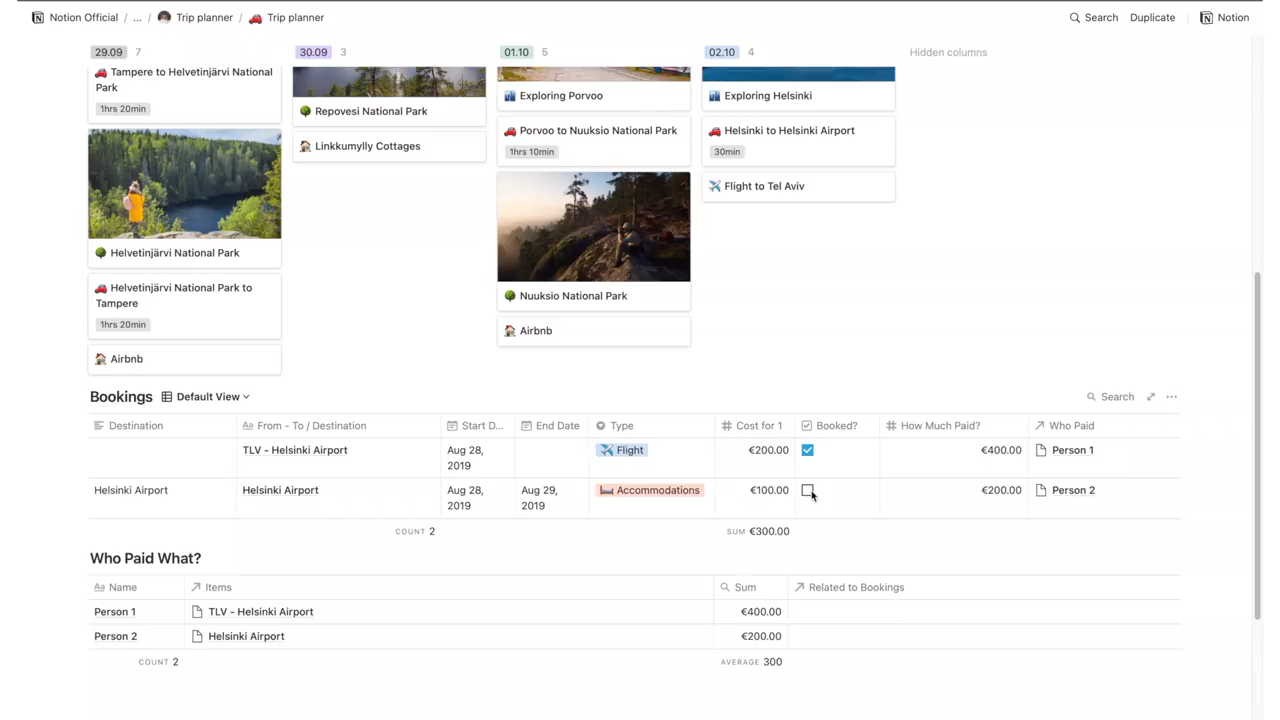 Notion Official / ... / Trip planner / Trip planner
Search Duplicate Notion
29.09 7
Tampere to Helvetinjärvi National
Park
1hrs 20min
Helvetinjärvi National Park
Helvetinjärvi National Park to
Tampere
1hrs 20min
Airbnb
30.09 3
Repovesi National Park
Linkkumylly Cottages
01.10 5
Exploring Porvoo
Porvoo to Nuuksio National Park
1hrs 10min
Nuuksio National Park
Airbnb
02.10 4
Exploring Helsinki
Helsinki to Helsinki Airport
30min
Flight to Tel Aviv
Hidden columns
Bookings Default View
Search ...
Destination Aa From - To / Destination Start D... End Date Type # Cost for 1 Booked? # How Much Paid? Who Paid
TLV - Helsinki Airport Aug 28, Flight €200.00 €400.00 Person 1
2019
Helsinki Airport Helsinki Airport Aug 28, Aug 29, Accommodations €100.00 €200.00 Person 2
2019 2019
COUNT 2 SUM €300.00
Who Paid What?
Aa Name Items Sum Related to Bookings
Person 1 TLV - Helsinki Airport €400.00
Person 2 Helsinki Airport €200.00
COUNT 2 AVERAGE 300